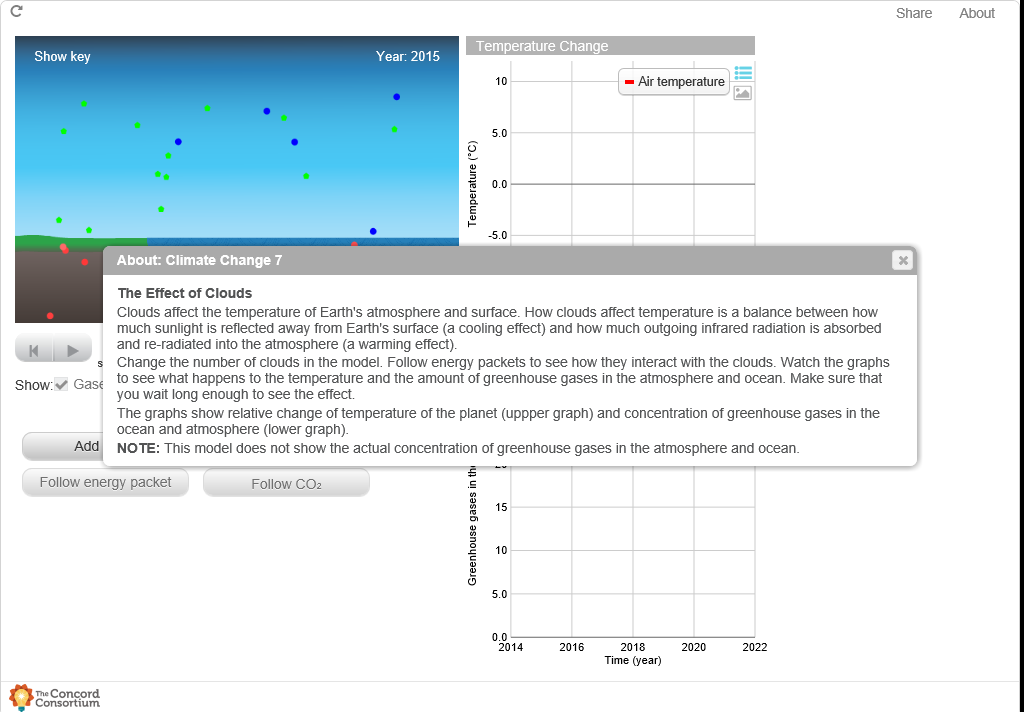 Share About
Show key
Year: 2015
Temperature Change
Air temperature
10
5.0
0.0
-5.0
Temperature (°C)
About: Climate Change 7
The Effect of Clouds
Clouds affect the temperature of Earth's atmosphere and surface. How clouds affect temperature is a balance between how
much sunlight is reflected away from Earth's surface (a cooling effect) and how much outgoing infrared radiation is absorbed
and re-radiated into the atmosphere (a warming effect).
Change the number of clouds in the model. Follow energy packets to see how they interact with the clouds. Watch the graphs
to see what happens to the temperature and the amount of greenhouse gases in the atmosphere and ocean. Make sure that
you wait long enough to see the effect.
The graphs show relative change of temperature of the planet (uppper graph) and concentration of greenhouse gases in the
ocean and atmosphere (lower graph).
NOTE: This model does not show the actual concentration of greenhouse gases in the atmosphere and ocean.
s
Show: Gase
Add
Follow energy packet
Follow CO₂
Greenhouse gases in the
20
15
10
5.0
0.0
2014 2016 2018 2020 2022
Time (year)
The Concord
Consortium